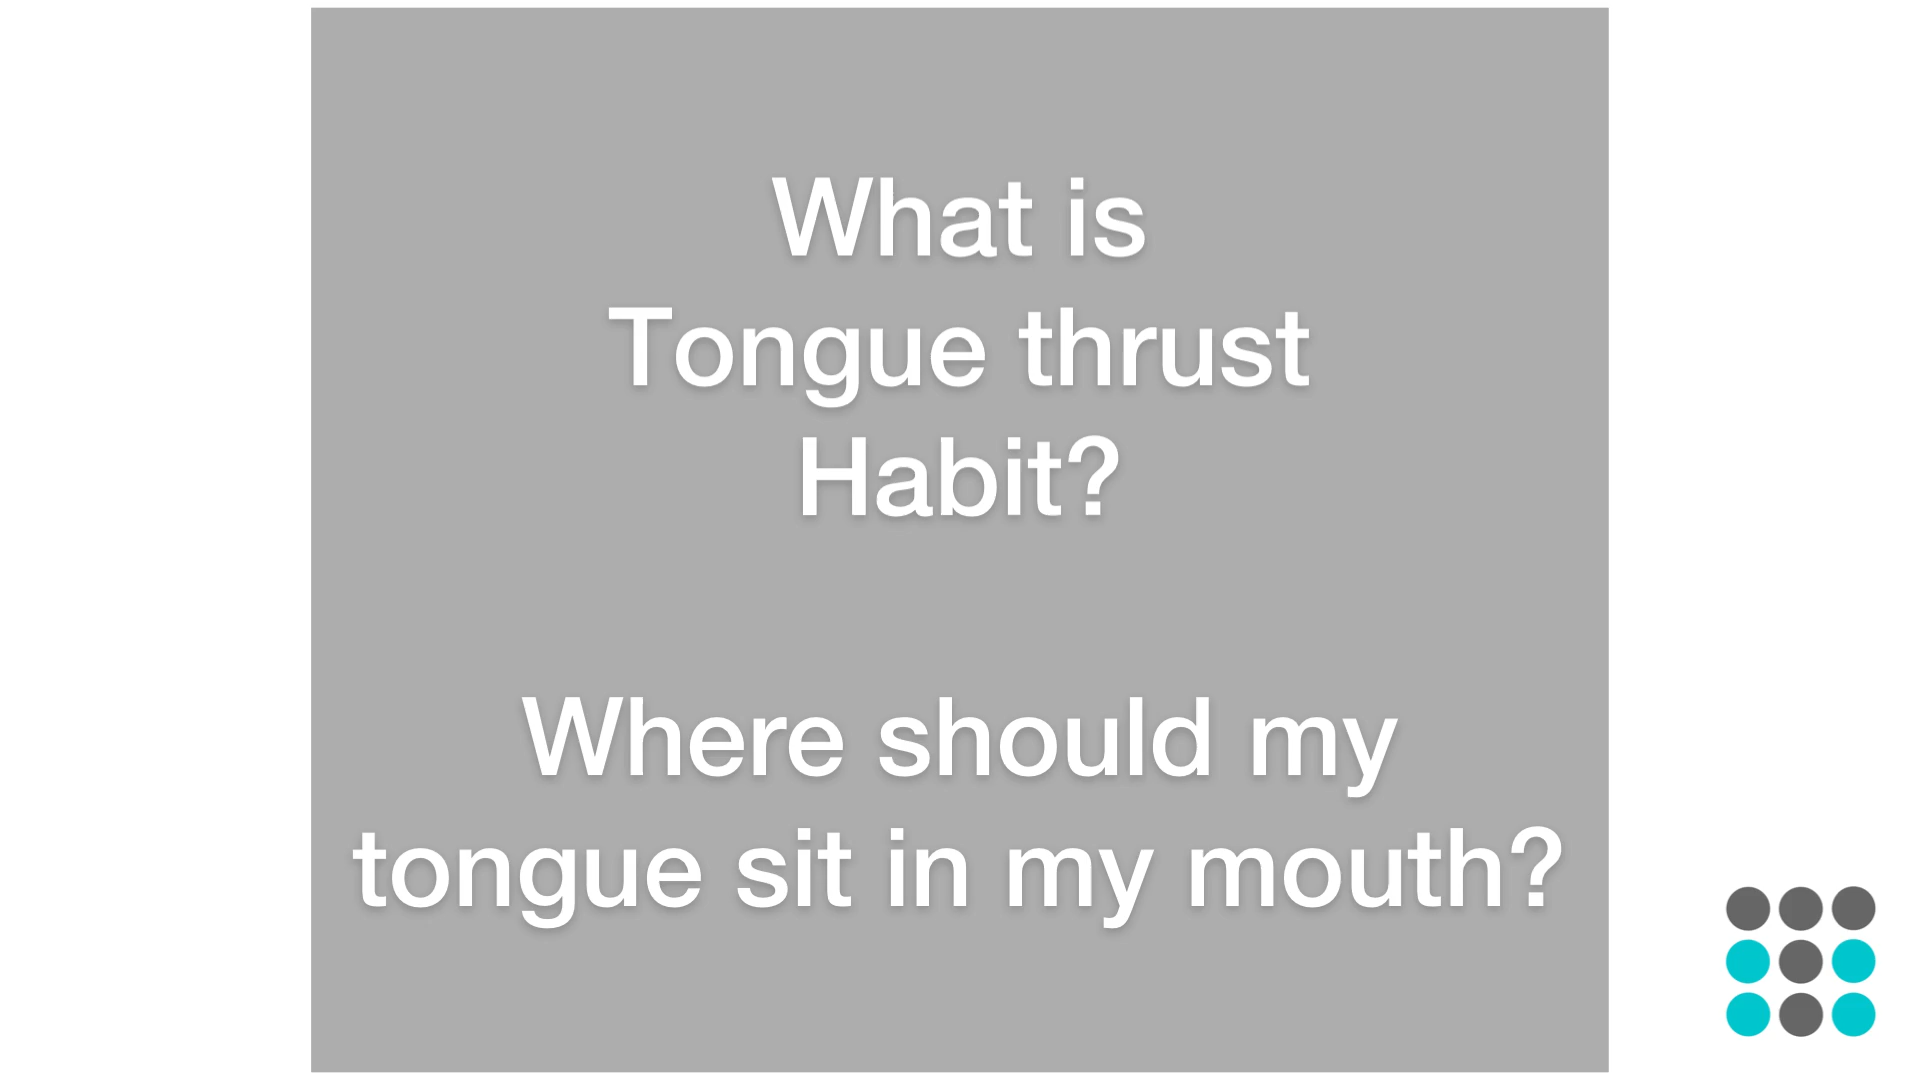 What is
Tongue thrust
Habit?
Where should my
tongue sit in my mouth?